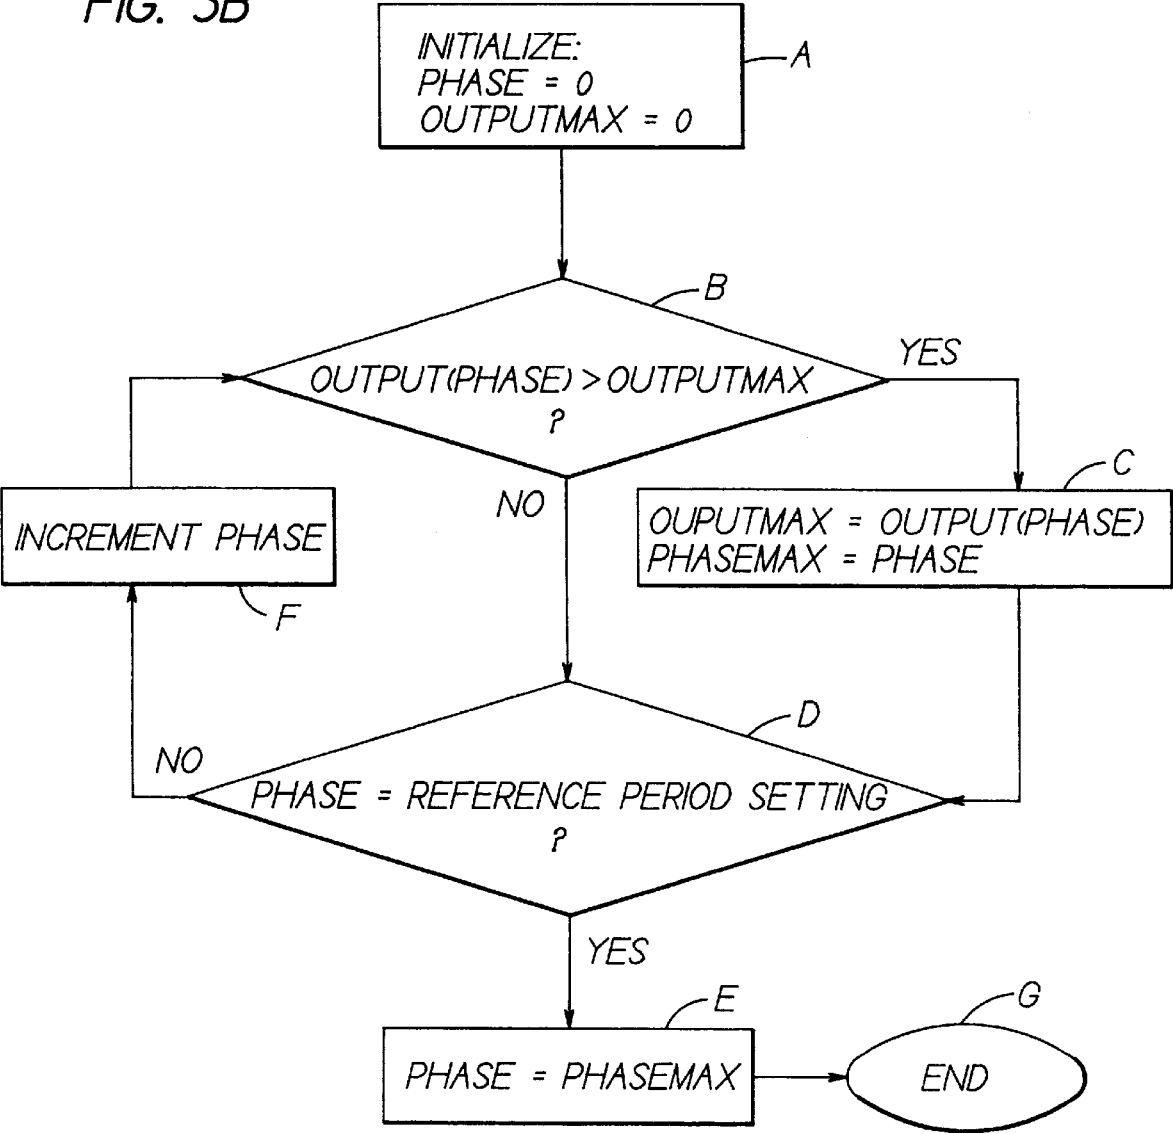 FIG. 5B
INITIALIZE:
PHASE = 0
OUTPUTMAX = 0
A
B
OUTPUT(PHASE) > OUTPUTMAX
?
YES
NO
C
OUPUTMAX = OUTPUT(PHASE)
PHASEMAX = PHASE
INCREMENT PHASE
F
D
NO
PHASE = REFERENCE PERIOD SETTING
?
YES
E
PHASE = PHASEMAX
G
END